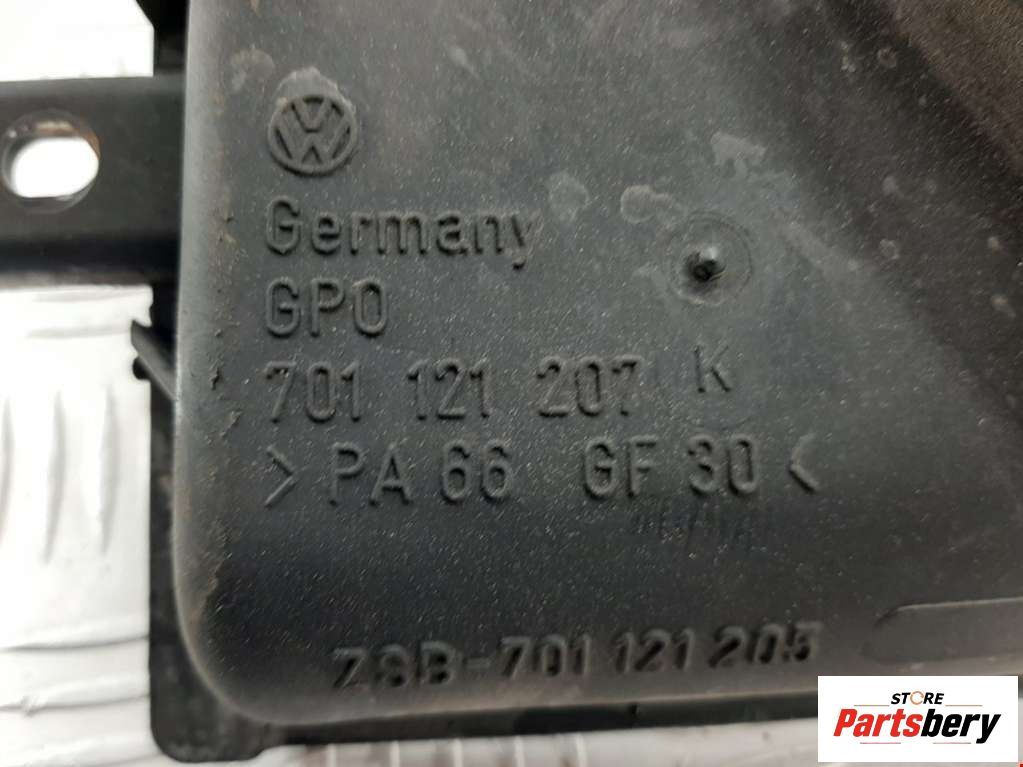 Germany
GPO
701 121 207 K
>PA 66 GF 30<
ZSB-701 121 205
STORE
Partsbery